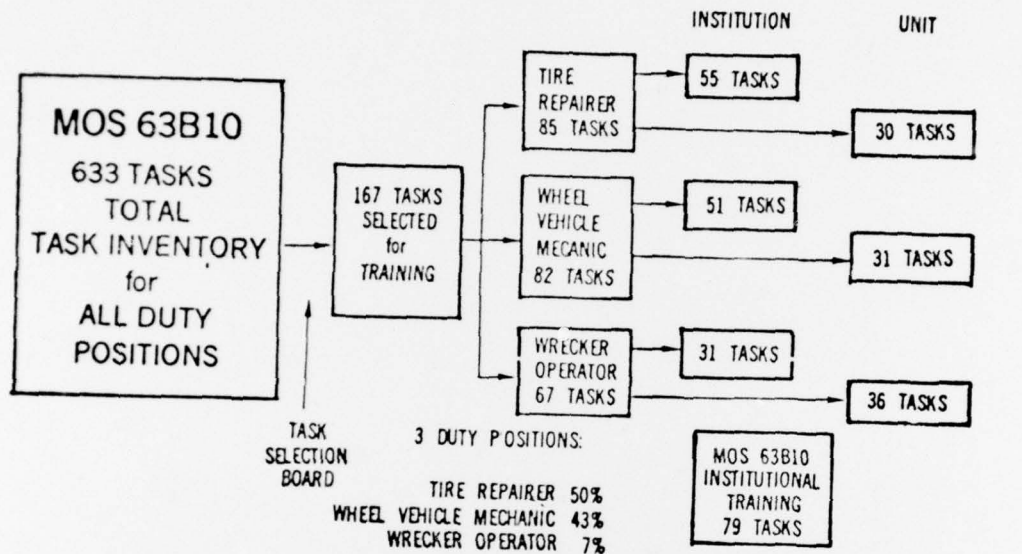 INSTITUTION
UNIT
MOS 63B10
633 TASKS
TOTAL
TASK INVENTORY
for
ALL DUTY
POSITIONS
167 TASKS
SELECTED
for
TRAINING
TASK
SELECTION
BOARD
TIRE
REPAIRER
85 TASKS
55 TASKS
30 TASKS
WHEEL
VEHICLE
MECANIC
82 TASKS
51 TASKS
31 TASKS
WRECKER
OPERATOR
67 TASKS
31 TASKS
36 TASKS
3 DUTY POSITIONS:
TIRE REPAIRER 50%
WHEEL VEHICLE MECHANIC 43%
WRECKER OPERATOR 7%
MOS 63B10
INSTITUTIONAL
TRAINING
79 TASKS